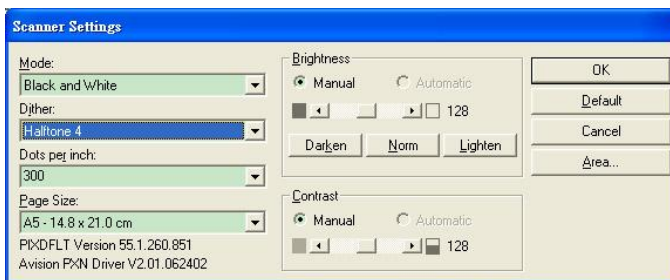 Scanner Settings
Mode:
Black and White
Dither:
Halftone 4
Dots per inch:
300
Page Size:
A5 - 14.8 x 21.0 cm
PIXDFLT Version 55.1.260.851
Avision PXN Driver V2.01.062402
Brightness
Manual Automatic
128
Darken Norm Lighten
Contrast
Manual Automatic
128
OK
Default
Cancel
Area...